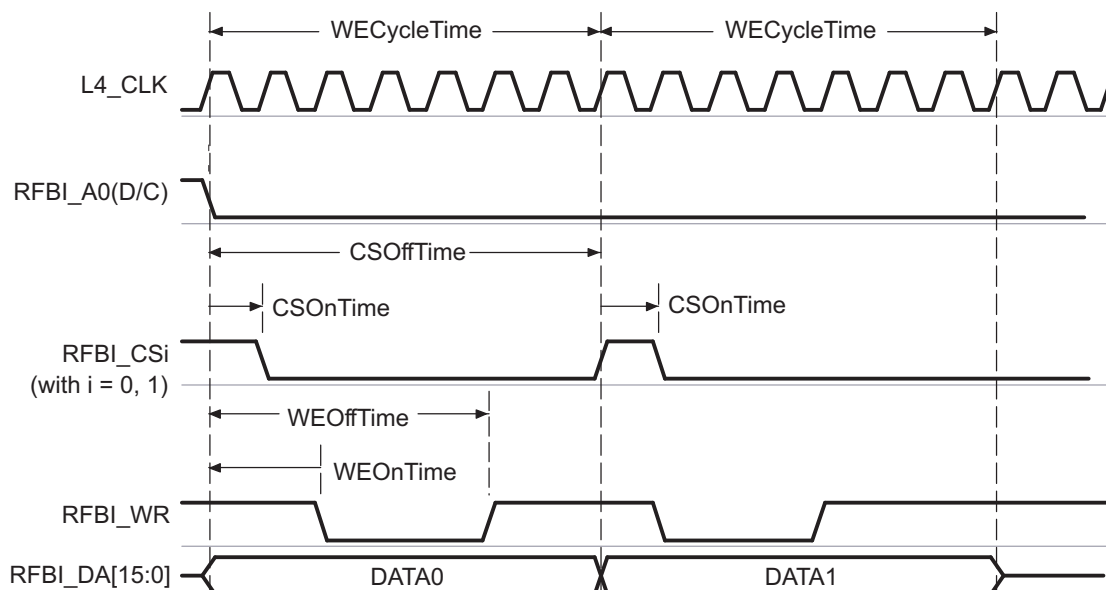 WECycleTime WECycleTime
L4_CLK
RFBI_A0(D/C)
CSOffTime
CSOnTime CSOnTime
RFBI_CSi
(with i = 0, 1)
WEOffTime
WEOnTime
RFBI_WR
RFBI_DA[15:0] DATA0 DATA1